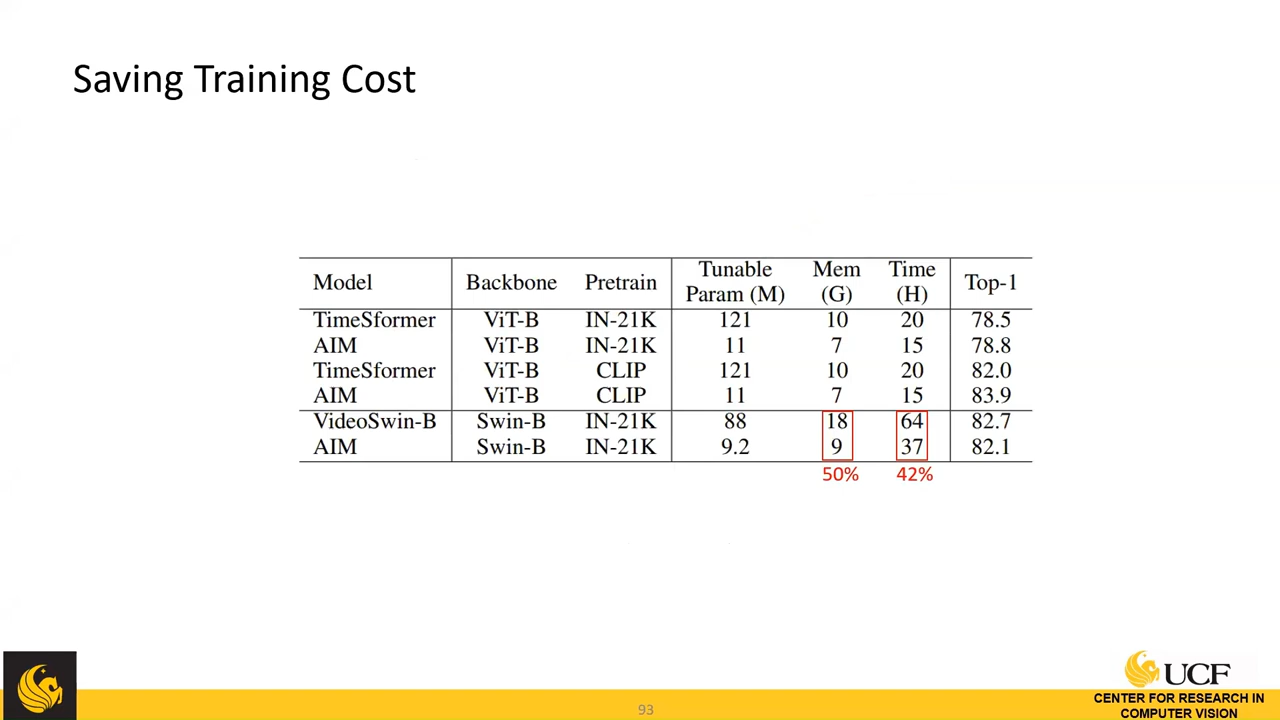 Saving Training Cost
Model Backbone Pretrain Tunable Param (M) Mem (G) Time (H) Top-1
TimeSformer ViT-B IN-21K 121 10 20 78.5
AIM ViT-B IN-21K 11 7 15 78.8
TimeSformer ViT-B CLIP 121 10 20 82.0
AIM ViT-B CLIP 11 7 15 83.9
VideoSwin-B Swin-B IN-21K 88 18 64 82.7
AIM Swin-B IN-21K 9.2 9 37 82.1
50% 42%
UCF
CENTER FOR RESEARCH IN
COMPUTER VISION
93